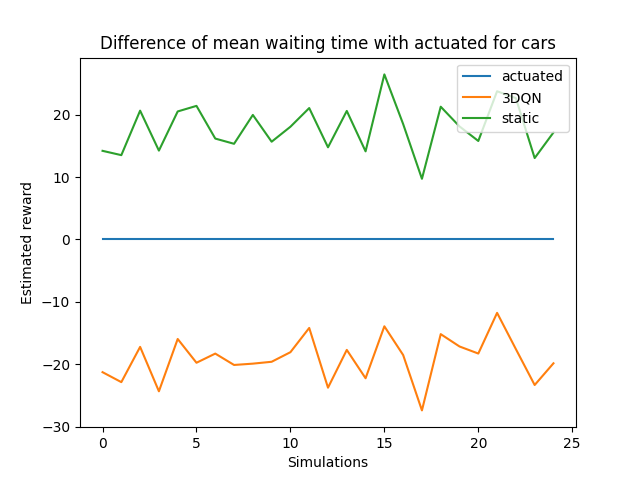 Difference of mean waiting time with actuated for cars
actuated
3DQN
static
20
10
0
−10
−20
−30
Estimated reward
0 5 10 15 20 25
Simulations